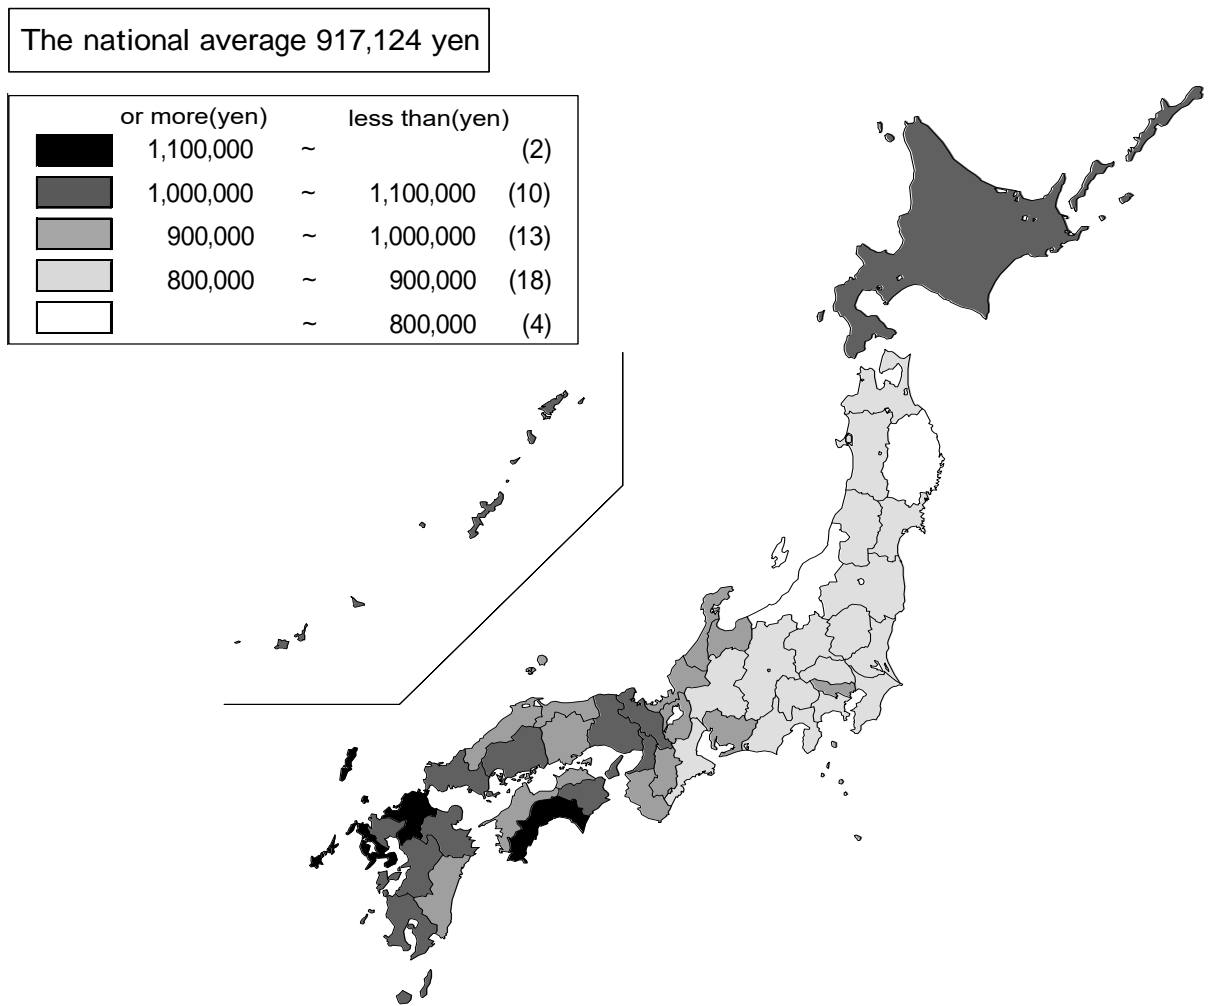 The national average 917,124 yen
or more(yen) less than(yen)
1,100,000 ~ (2)
1,000,000 ~ 1,100,000 (10)
900,000 ~ 1,000,000 (13)
800,000 ~ 900,000 (18)
~ 800,000 (4)